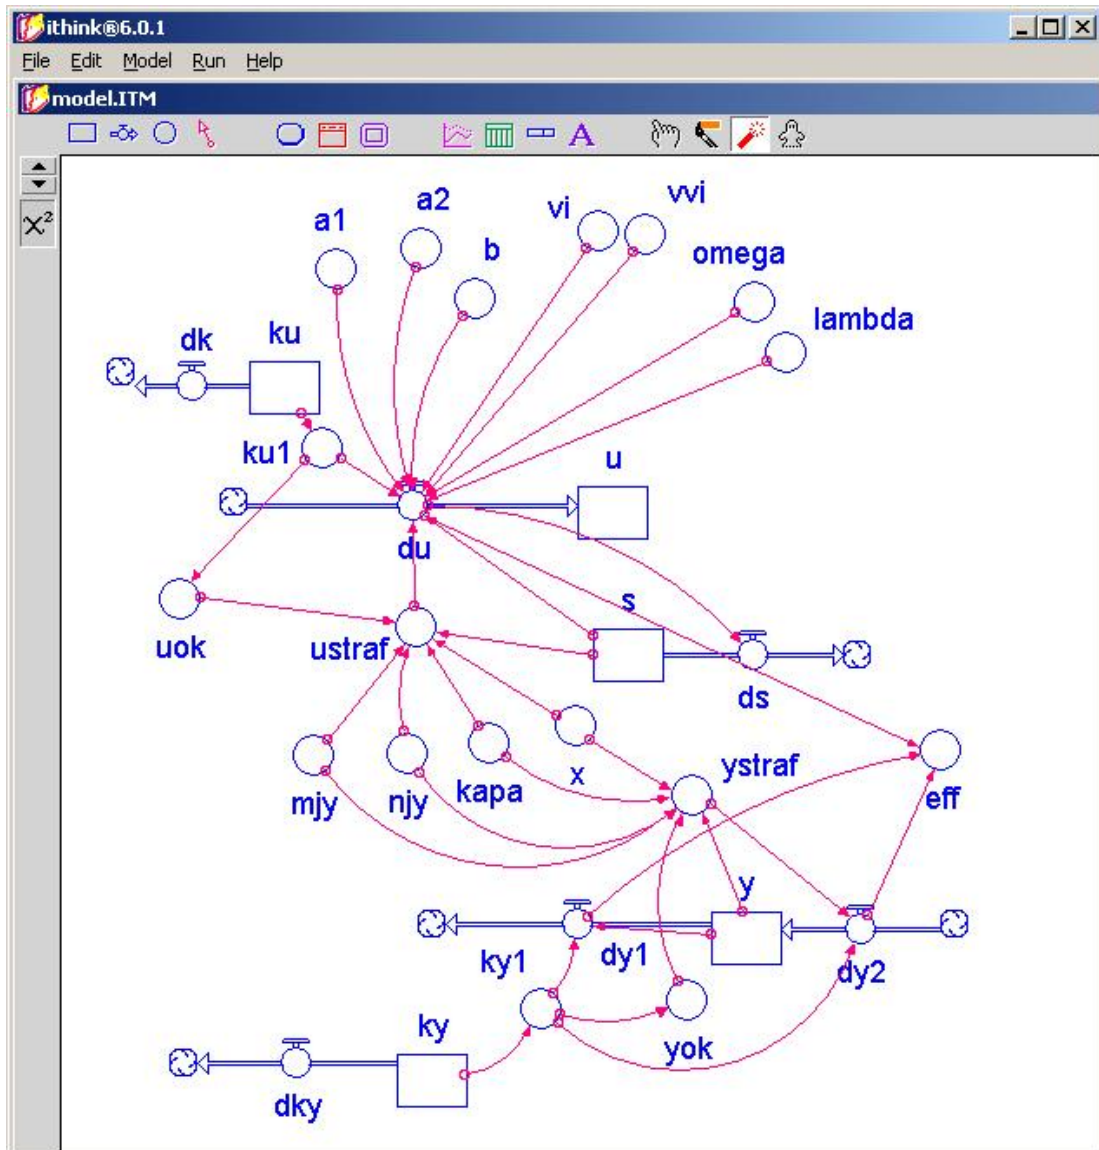 ithink®6.0.1
File Edit Model Run Help
model.ITM
A
X²
a1
a2
b
vi
vvi
omega
lambda
dk
ku
ku1
u
du
uok
ustraf
s
ds
mjy
njy
kapa
x
ystraf
eff
y
ky1
dy1
dy2
ky
yok
dky